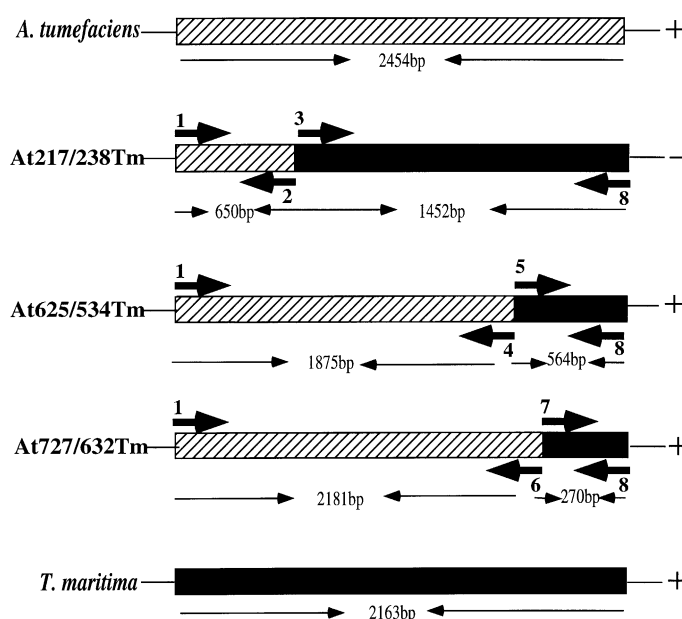 A. tumefaciens +
2454bp
1 3
At217/238Tm −
2 8
650bp 1452bp
1 5
At625/534Tm +
4 8
1875bp 564bp
1 7
At727/632Tm +
6 8
2181bp 270bp
T. maritima +
2163bp